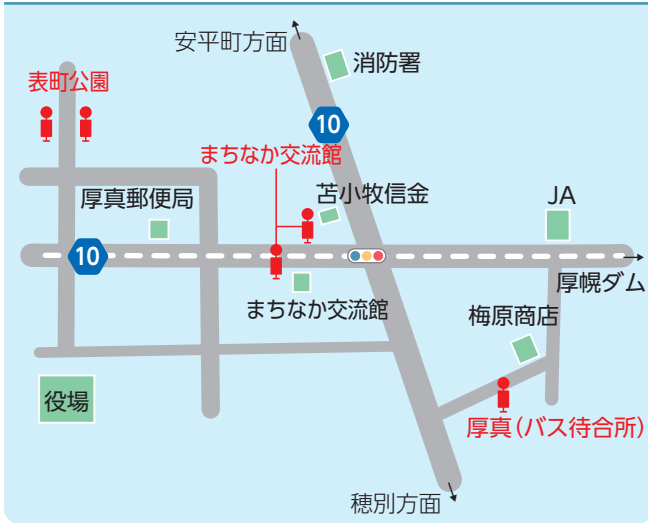 安平町方面
消防署
表町公園
10
まちなか交流館
厚真郵便局
苫小牧信金
JA
10
厚幌ダム
まちなか交流館
梅原商店
役場
厚真(バス待合所)
穂別方面